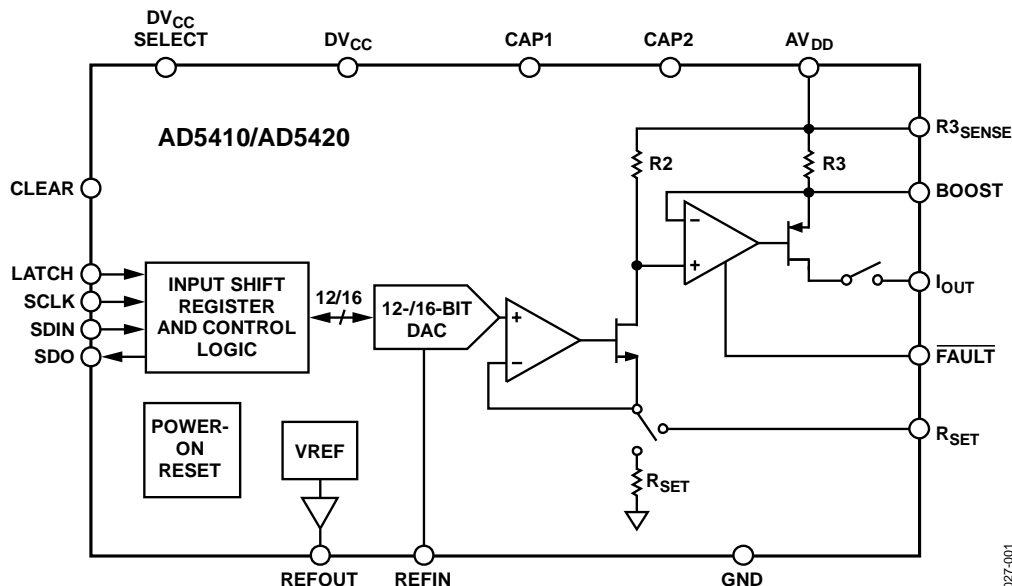 DVCC
SELECT
DVCC
CAP1
CAP2
AVDD
AD5410/AD5420
R3SENSE
R2
R3
BOOST
CLEAR
LATCH
SCLK
SDIN
SDO
INPUT SHIFT
REGISTER
AND CONTROL
LOGIC
12/16
12-/16-BIT
DAC
+
–
–
+
IOUT
FAULT
POWER-
ON
RESET
VREF
RSET
RSET
REFOUT
REFIN
GND
027-001